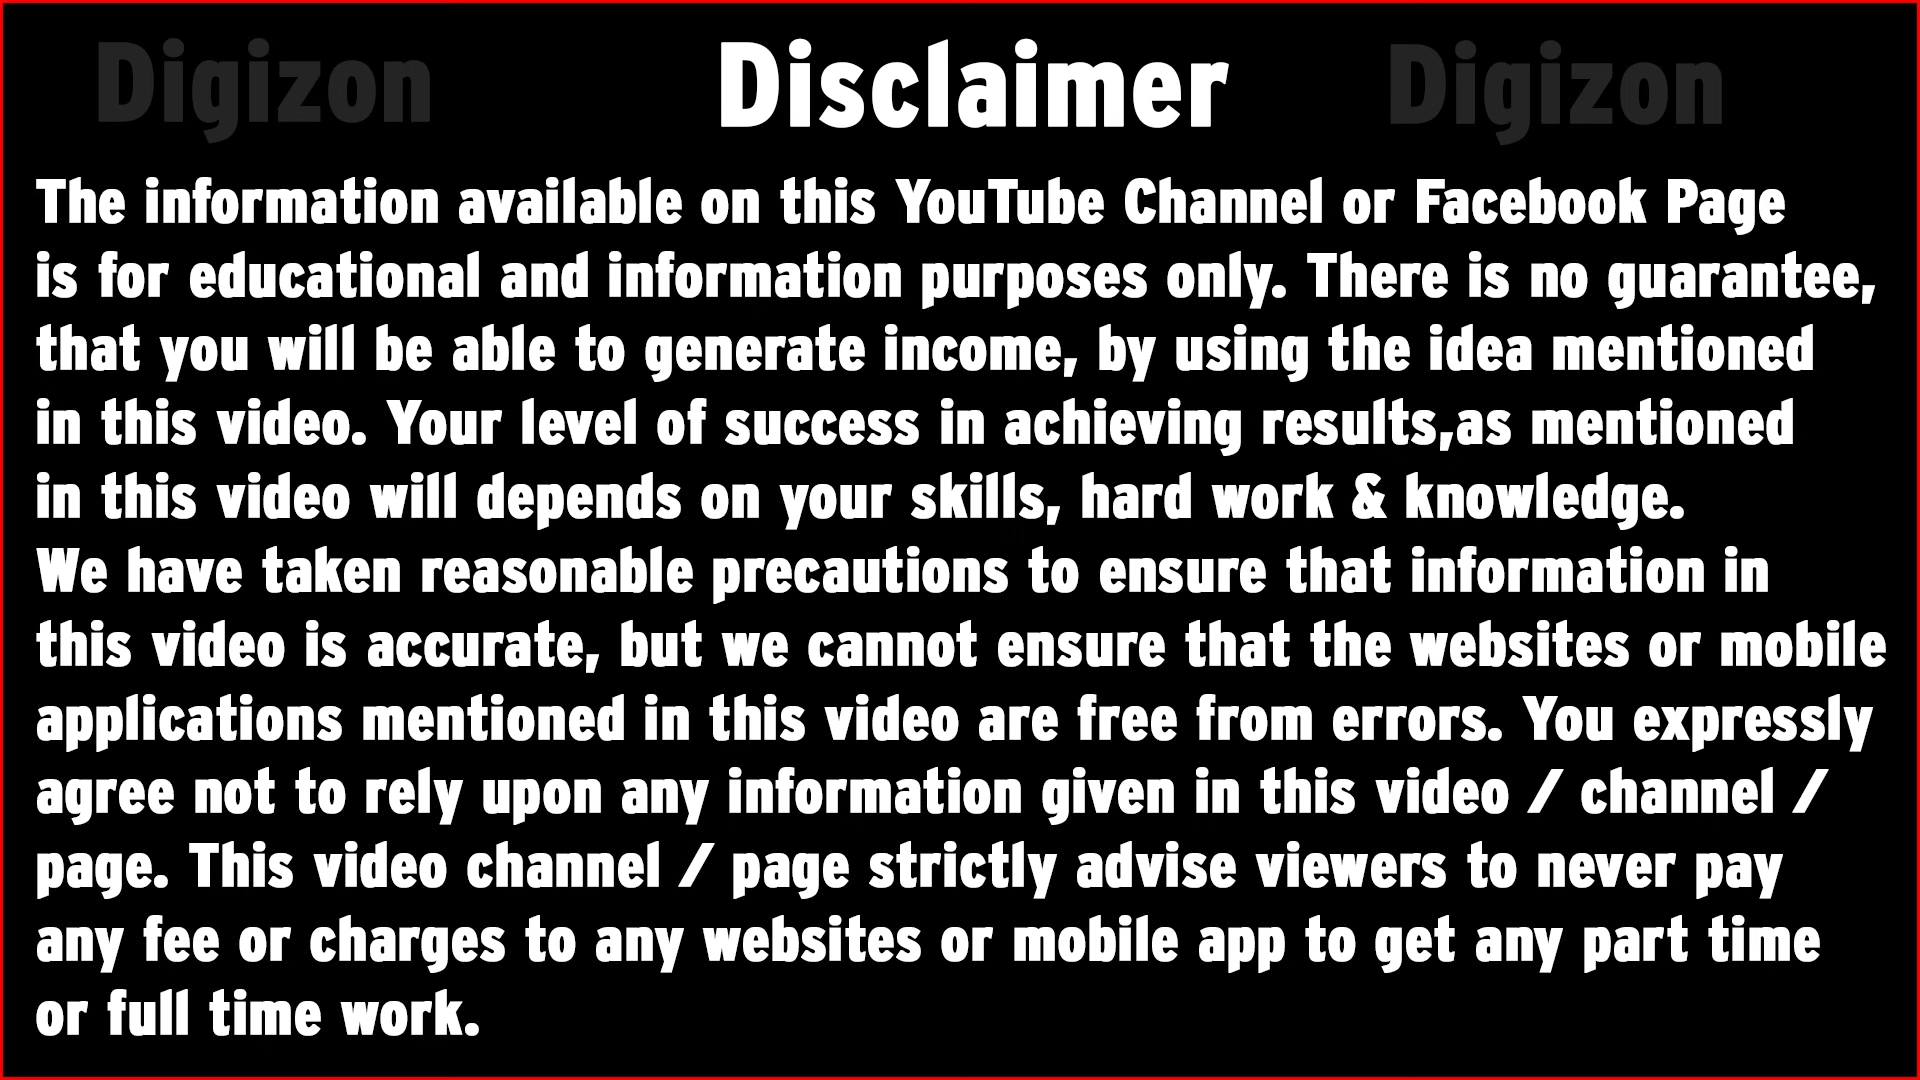 Digizon Disclaimer Digizon
The information available on this YouTube Channel or Facebook Page
is for educational and information purposes only. There is no guarantee,
that you will be able to generate income, by using the idea mentioned
in this video. Your level of success in achieving results,as mentioned
in this video will depends on your skills, hard work & knowledge.
We have taken reasonable precautions to ensure that information in
this video is accurate, but we cannot ensure that the websites or mobile
applications mentioned in this video are free from errors. You expressly
agree not to rely upon any information given in this video / channel /
page. This video channel / page strictly advise viewers to never pay
any fee or charges to any websites or mobile app to get any part time
or full time work.